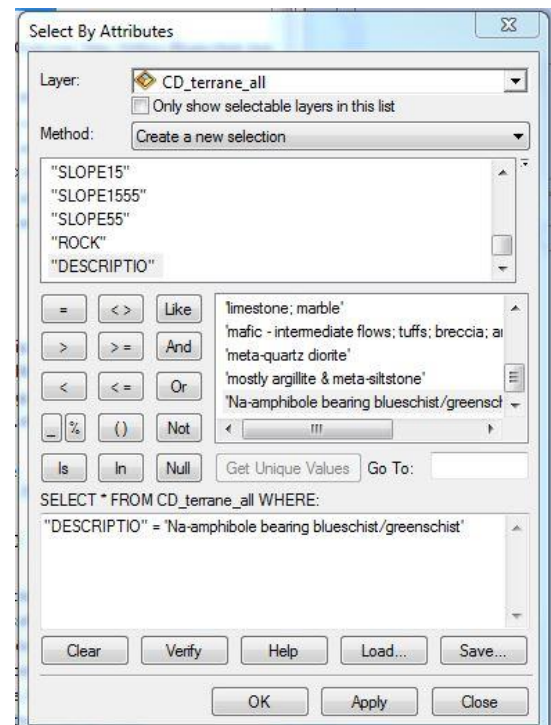 Select By Attributes
Layer: CD_terrane_all
Only show selectable layers in this list
Method: Create a new selection
"SLOPE15"
"SLOPE1555"
"SLOPE55"
"ROCK"
"DESCRIPTIO"
= < > Like
> > = And
< < = Or
_ % () Not
Is In Null
'limestone; marble'
'mafic - intermediate flows; tuffs; breccia; ar
'meta-quartz diorite'
'mostly argillite & meta-siltstone'
'Na-amphibole bearing blueschist/greensch
Get Unique Values Go To:
SELECT * FROM CD_terrane_all WHERE:
"DESCRIPTIO" = 'Na-amphibole bearing blueschist/greenschist'
Clear Verify Help Load... Save...
OK Apply Close